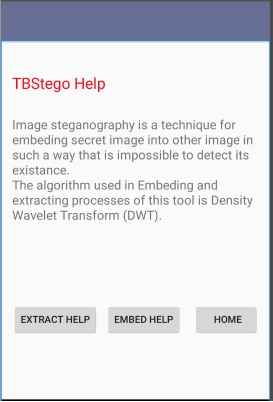 TBStego Help
Image steganography is a technique for
embeding secret image into other image in
such a way that is impossible to detect its
existance.
The algorithm used in Embeding and
extracting processes of this tool is Density
Wavelet Transform (DWT).
EXTRACT HELP EMBED HELP HOME